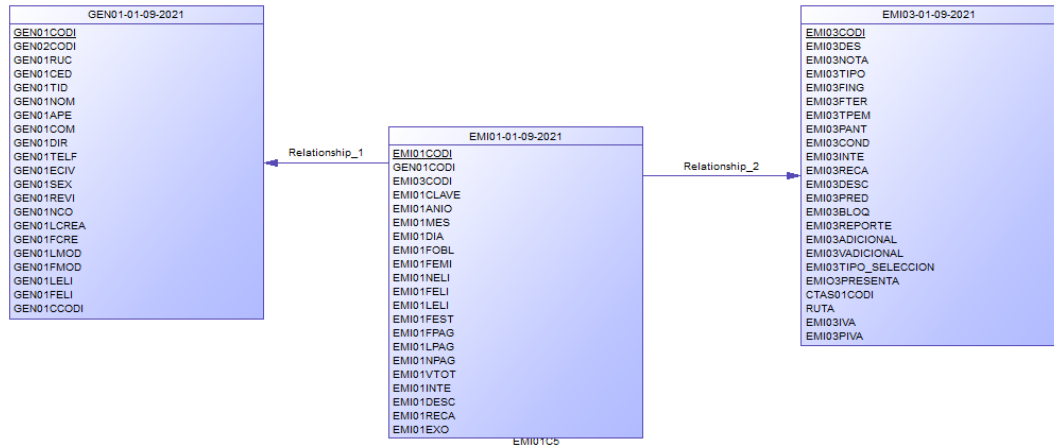 GEN01-01-09-2021
GEN01CODI
GEN02CODI
GEN01RUC
GEN01CED
GEN01TID
GEN01NOM
GEN01APE
GEN01COM
GEN01DIR
GEN01TELF
GEN01ECIV
GEN01SEX
GEN01REVI
GEN01NCO
GEN01LCREA
GEN01FCRE
GEN01LMOD
GEN01FMOD
GEN01LELI
GEN01FELI
GEN01CCODI
Relationship_1
EMI01-01-09-2021
EMI01CODI
GEN01CODI
EMI03CODI
EMI01CLAVE
EMI01ANIO
EMI01MES
EMI01DIA
EMI01FOBL
EMI01FEMI
EMI01NELI
EMI01FELI
EMI01LELI
EMI01FEST
EMI01FPAG
EMI01LPAG
EMI01NPAG
EMI01VTOT
EMI01INTE
EMI01DESC
EMI01RECA
EMI01EXO
EMI01C5
Relationship_2
EMI03-01-09-2021
EMI03CODI
EMI03DES
EMI03NOTA
EMI03TIPO
EMI03FING
EMI03FTER
EMI03TPEM
EMI03PANT
EMI03COND
EMI03INTE
EMI03RECA
EMI03DESC
EMI03PRED
EMI03BLOQ
EMI03REPORTE
EMI03ADICIONAL
EMI03VADICIONAL
EMI03TIPO_SELECCION
EMIO3PRESENTA
CTAS01CODI
RUTA
EMI03IVA
EMI03PIVA